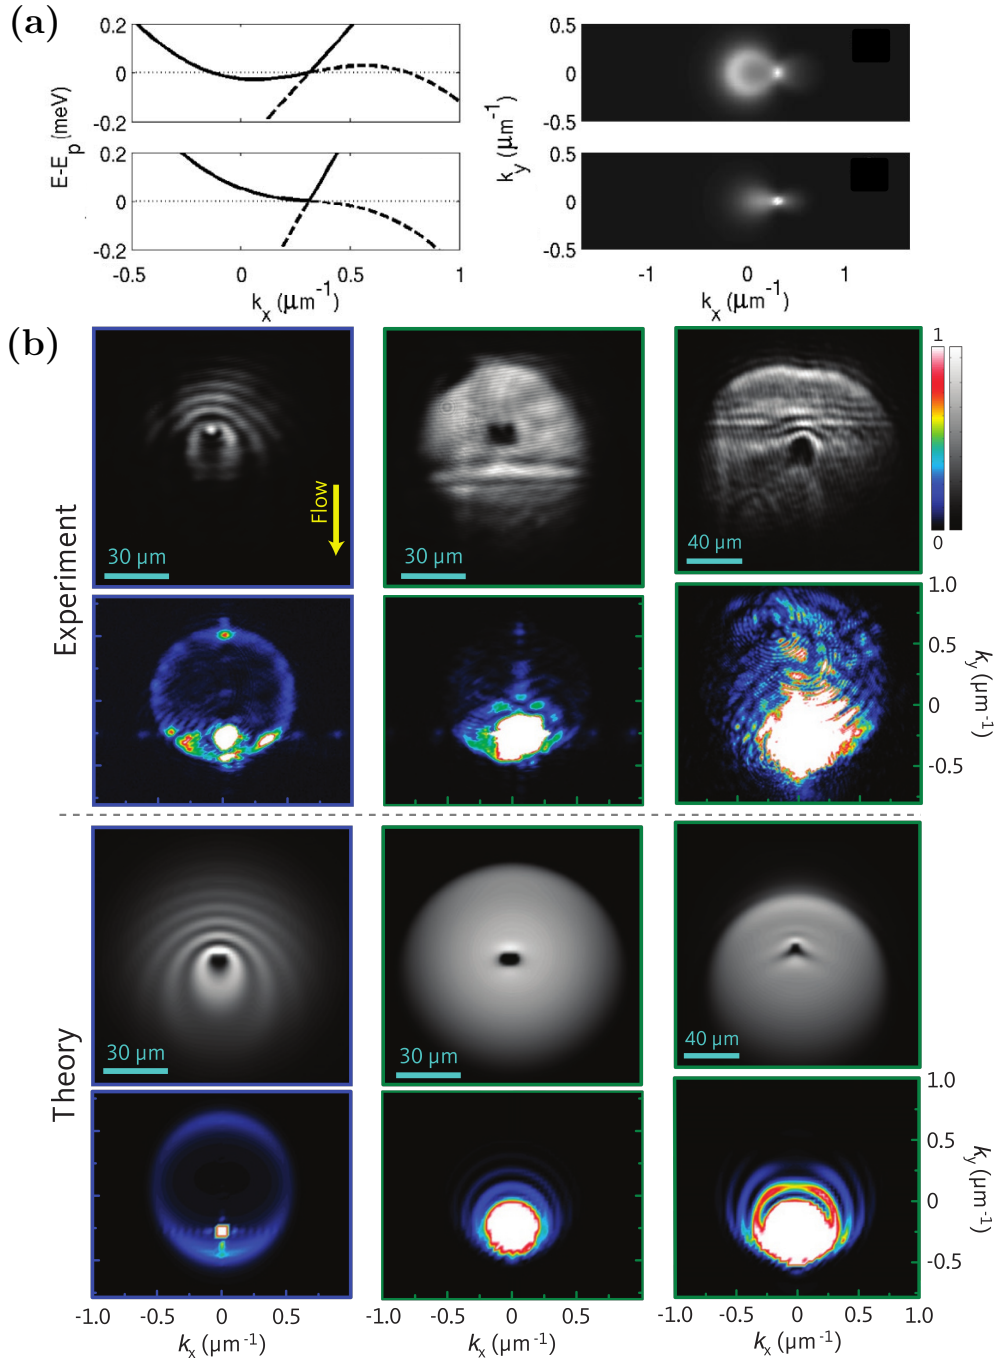 (a)
0.2
0
-0.2
0.2
0
-0.2
E-E_p (meV)
-0.5
0
0.5
1
k_x (μm⁻¹)
0.5
0
-0.5
0.5
0
-0.5
k_y (μm⁻¹)
-1
0
1
k_x (μm⁻¹)
(b)
Experiment
Flow
30 μm
30 μm
40 μm
1
0
1.0
0.5
0
-0.5
k_y (μm⁻¹)
Theory
30 μm
30 μm
40 μm
1.0
0.5
0
-0.5
-1.0
k_y (μm⁻¹)
-1.0 -0.5 0 0.5
-1.0 -0.5 0 0.5
-1.0 -0.5 0 0.5 1.0
k_x (μm⁻¹)
k_x (μm⁻¹)
k_x (μm⁻¹)